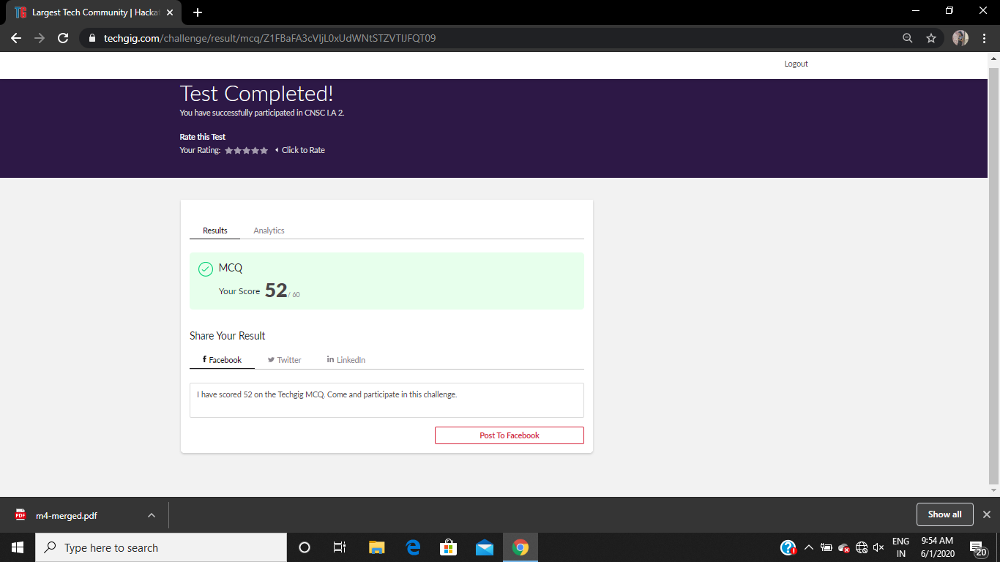 Largest Tech Community | Hacka
techgig.com/challenge/result/mcq/Z1FBaFA3cVljL0xUdWNtSTZVTlJFQT09
Logout
Test Completed!
You have successfully participated in CNSC I.A 2.
Rate this Test
Your Rating: Click to Rate
Results Analytics
MCQ
Your Score 52 / 60
Share Your Result
Facebook Twitter LinkedIn
I have scored 52 on the Techgig MCQ. Come and participate in this challenge.
Post To Facebook
m4-merged.pdf
Show all
Type here to search
ENG
IN
9:54 AM
6/1/2020
20